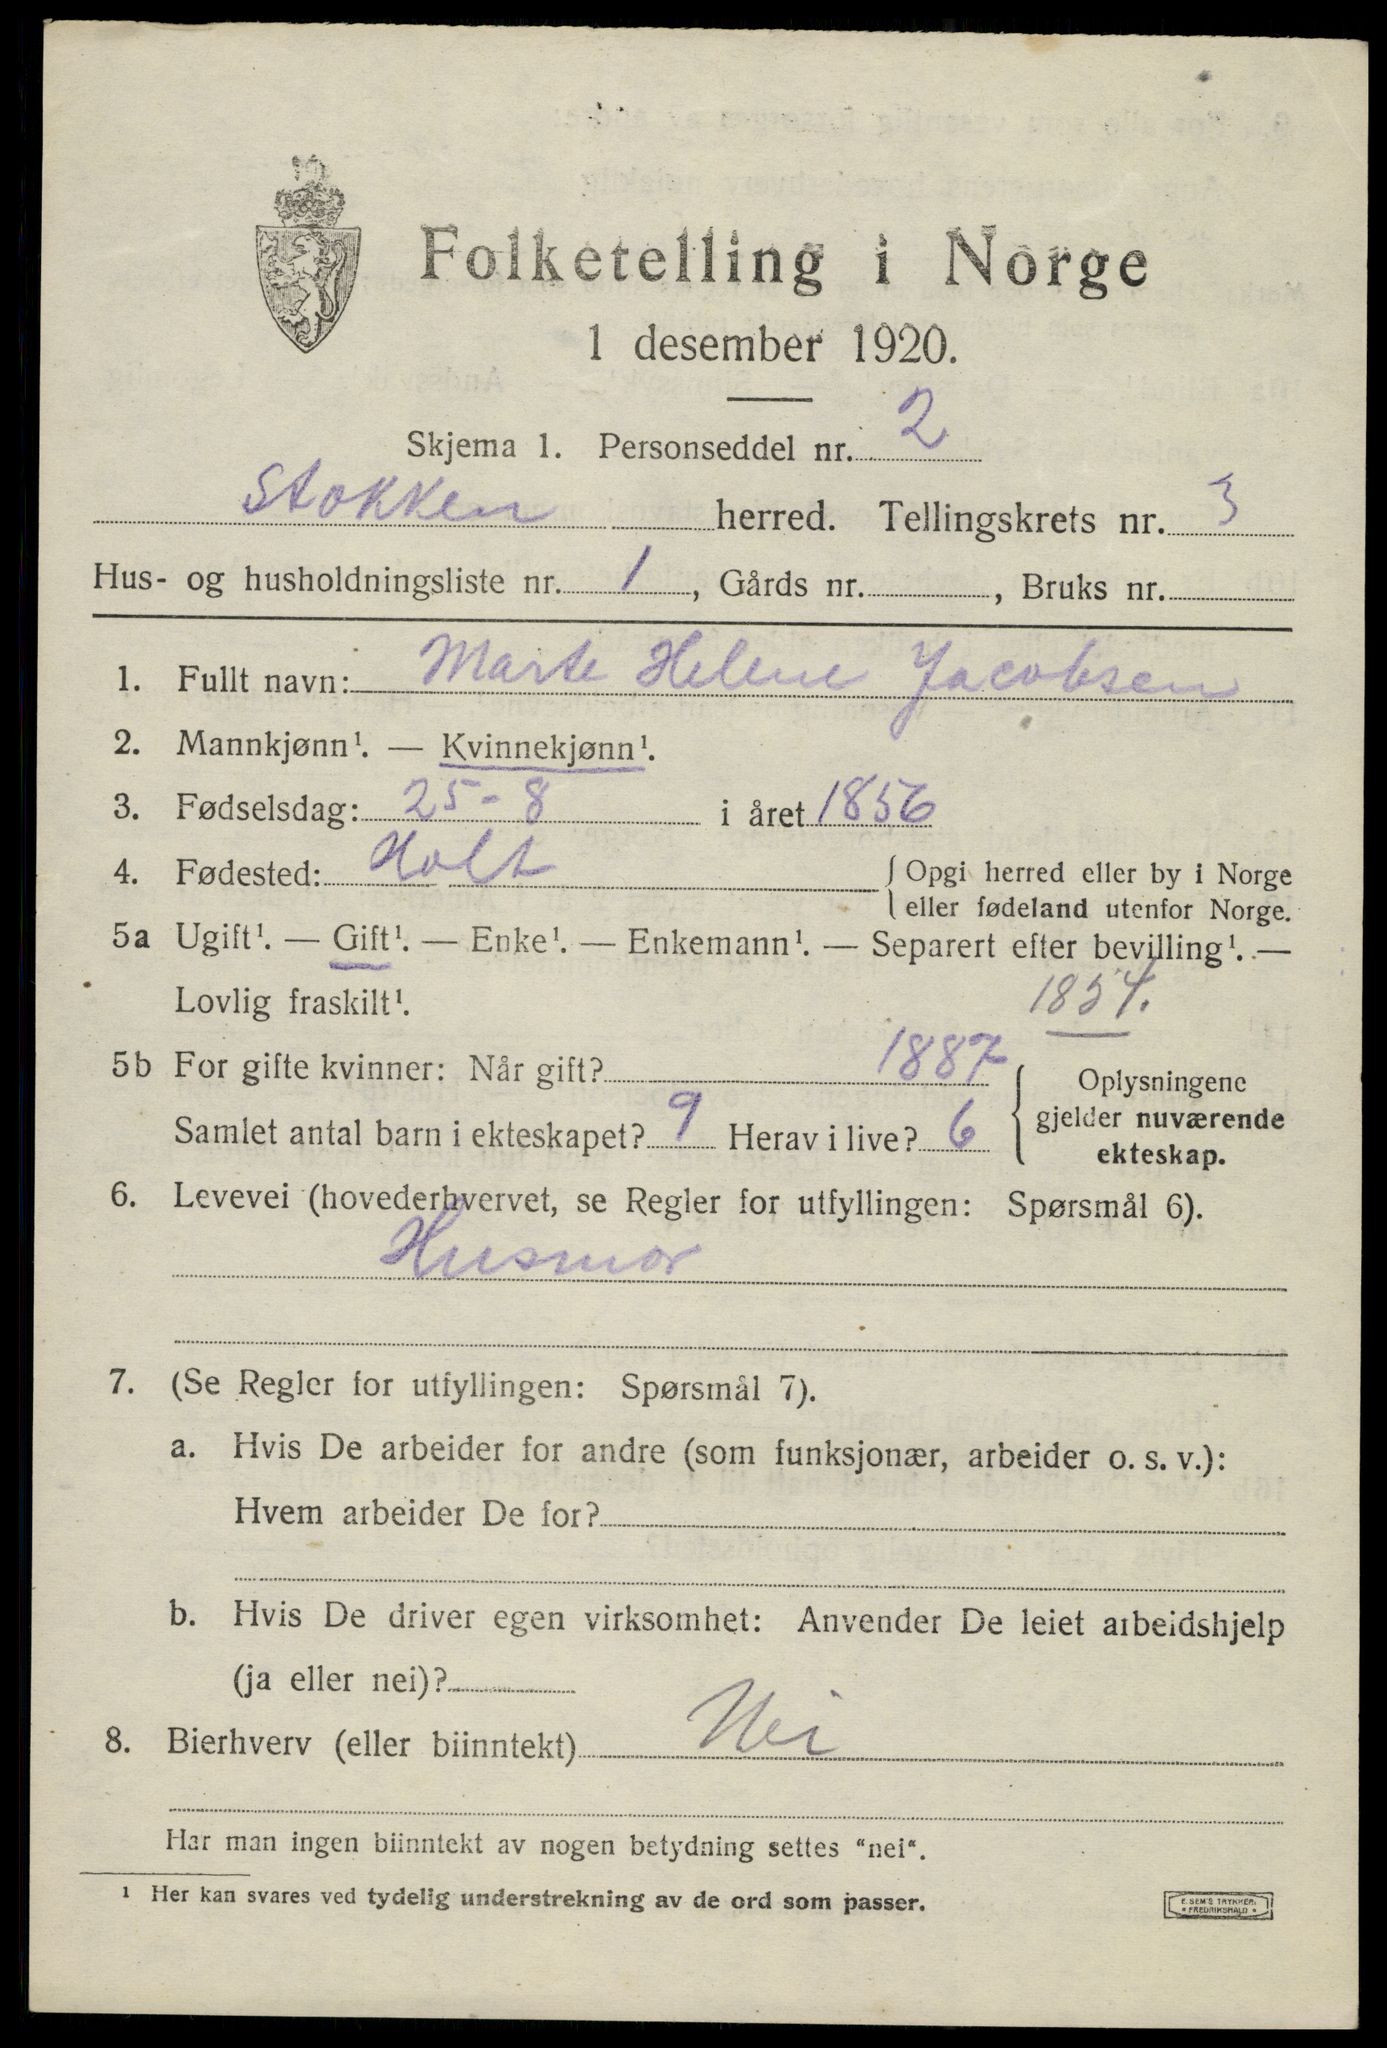 Folketelling i Norge
1 desember 1920.
Skjema 1. Personseddel nr. 2
Stokken herred. Tellingskrets nr. 3
Hus- og husholdningsliste nr. 1, Gårds nr. , Bruks nr.
1. Fullt navn: Marte Helene Jacobsen
2. Mannkjønn¹. — Kvinnekjønn¹.
3. Fødselsdag: 25-8 i året 1856
4. Fødested: Holt { Opgi herred eller by i Norge
eller fødeland utenfor Norge.
5a Ugift¹. — Gift¹. — Enke¹. — Enkemann¹. — Separert efter bevilling¹. —
Lovlig fraskilt¹. 1854.
5b For gifte kvinner: Når gift? 1887
Samlet antal barn i ekteskapet? 9 Herav i live? 6
{ Oplysningene
gjelder nuværende
ekteskap.
6. Levevei (hovederhvervet, se Regler for utfyllingen: Spørsmål 6).
Husmor
7. (Se Regler for utfyllingen: Spørsmål 7).
a. Hvis De arbeider for andre (som funksjonær, arbeider o. s. v.):
Hvem arbeider De for?
b. Hvis De driver egen virksomhet: Anvender De leiet arbeidshjelp
(ja eller nei)?
8. Bierhverv (eller biinntekt) Nei
Har man ingen biinntekt av nogen betydning settes "nei".
¹ Her kan svares ved tydelig understrekning av de ord som passer.
E. SEM'S TRYKKERI
* FREDRIKSHALD *